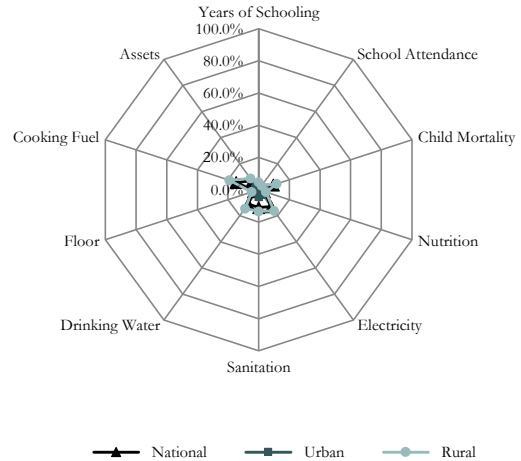 Years of Schooling
100.0%
Assets
School Attendance
80.0%
60.0%
Cooking Fuel
40.0%
Child Mortality
20.0%
0.0%
Floor
Nutrition
Drinking Water
Electricity
Sanitation
National Urban Rural